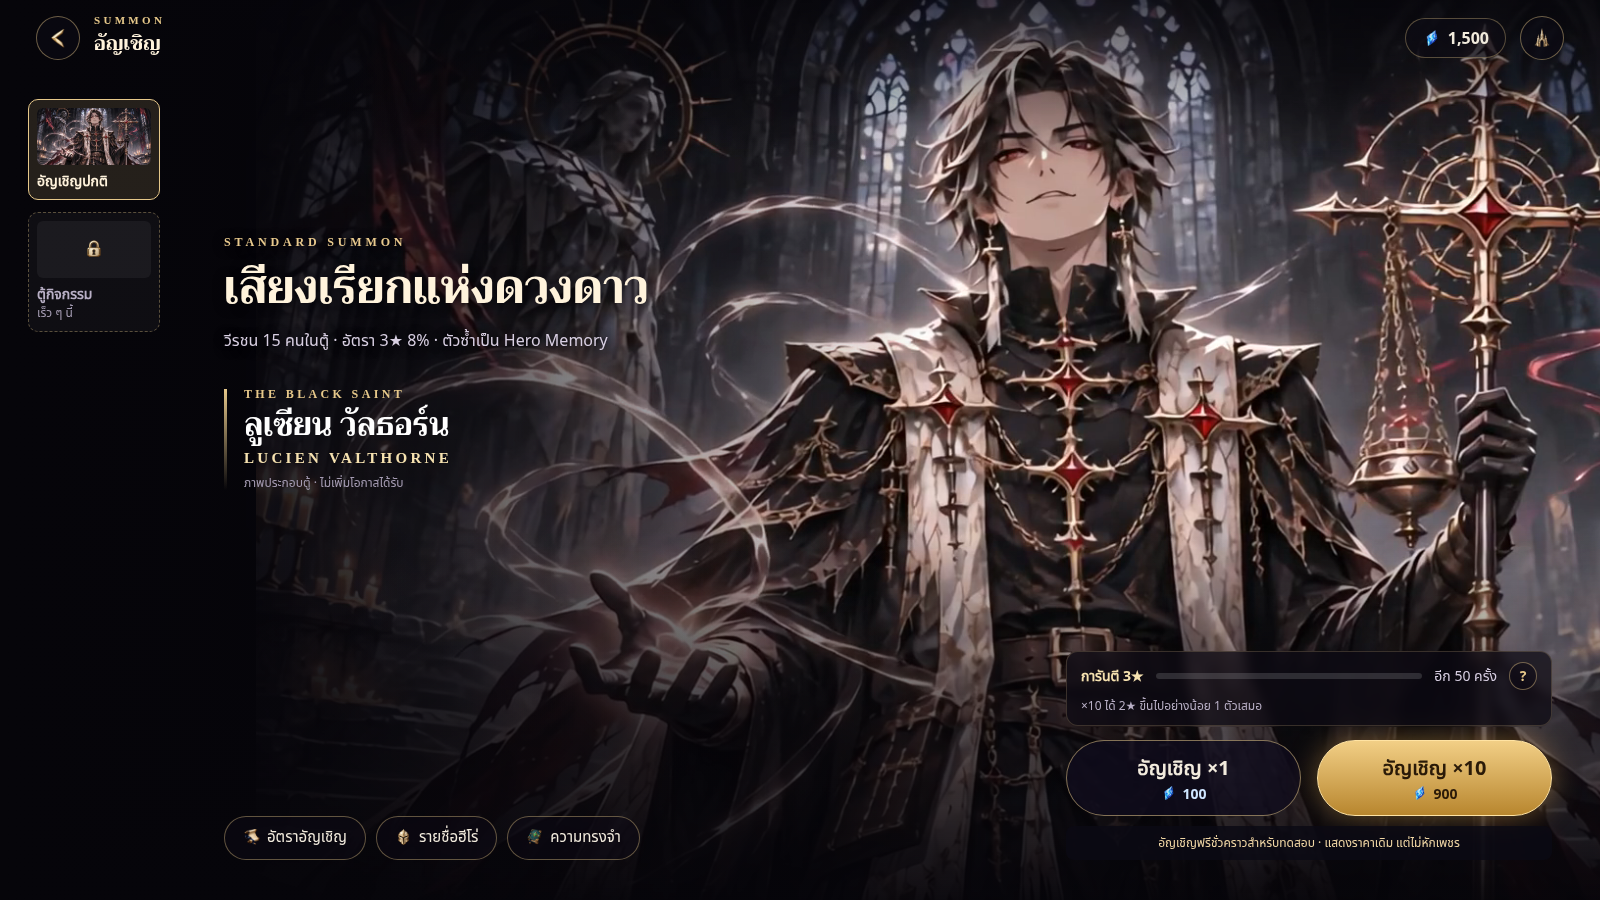 SUMMON
อัญเชิญ
1,500
อัญเชิญปกติ
ตู้กิจกรรม
เร็ว ๆ นี้
STANDARD SUMMON
เสียงเรียกแห่งดวงดาว
วีรชน 15 คนในตู้ · อัตรา 3★ 8% · ตัวซ้ำเป็น Hero Memory
THE BLACK SAINT
ลูเซียน วัลธอร์น
LUCIEN VALTHORNE
ภาพประกอบตู้ · ไม่เพิ่มโอกาสได้รับ
การันตี 3★ อีก 50 ครั้ง ?
×10 ได้ 2★ ขึ้นไปอย่างน้อย 1 ตัวเสมอ
อัญเชิญ ×1
100
อัญเชิญ ×10
900
อัตราอัญเชิญ
รายชื่อฮีโร่
ความทรงจำ
อัญเชิญฟรีชั่วคราวสำหรับทดสอบ · แสดงราคาเดิม แต่ไม่หักเพชร